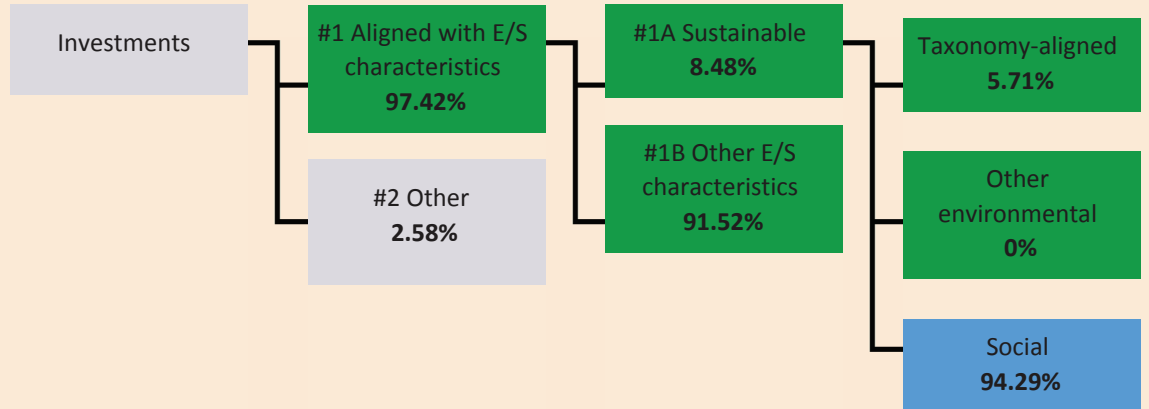 Investments
#1 Aligned with E/S
characteristics
97.42%
#2 Other
2.58%
#1A Sustainable
8.48%
#1B Other E/S
characteristics
91.52%
Taxonomy-aligned
5.71%
Other
environmental
0%
Social
94.29%